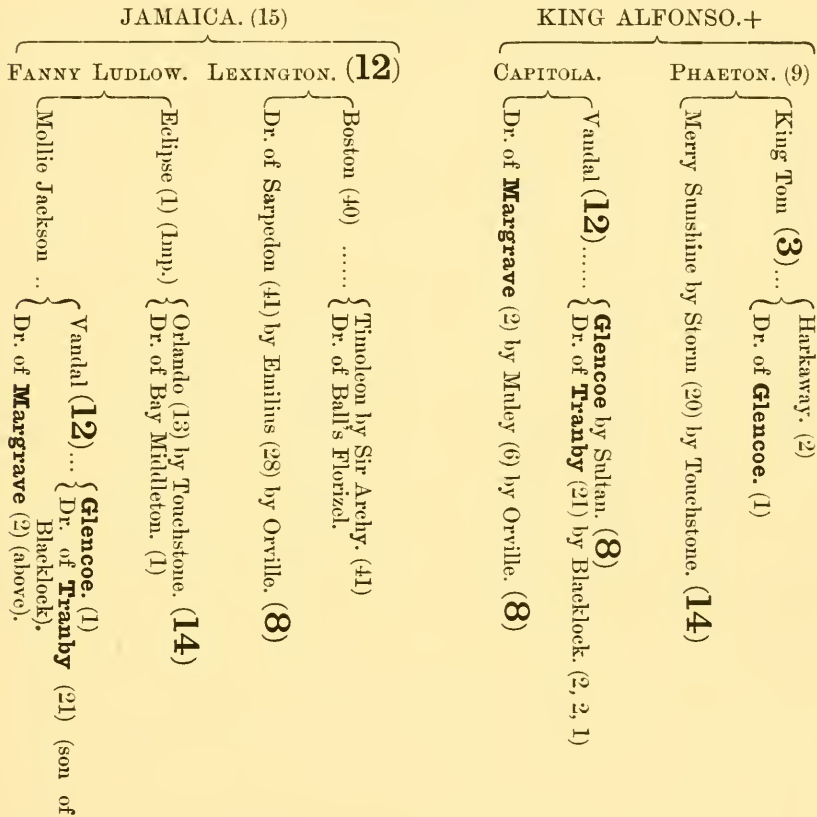 JAMAICA. (15)
FANNY LUDLOW. LEXINGTON. (12)
Mollie Jackson ..
Vandal (12)...
Glencoe. (1)
Dr. of Tranby (21) (son of
Blacklock).
Dr. of Margrave (2) (above).
Eclipse (1) (Imp.)
Orlando (13) by Touchstone. (14)
Dr. of Bay Middleton. (1)
Dr. of Sarpedon (41) by Emilius (28) by Orville. (8)
Boston (40) ......
Timoleon by Sir Archy. (41)
Dr. of Ball's Florizel.
KING ALFONSO.+
CAPITOLA. PHAETON. (9)
Dr. of Margrave (2) by Muley (6) by Orville. (8)
Vandal (12)......
Glencoe by Sultan. (8)
Dr. of Tranby (21) by Blacklock. (2, 2, 1)
Merry Sunshine by Storm (20) by Touchstone. (14)
King Tom (3)...
Harkaway. (2)
Dr. of Glencoe. (1)